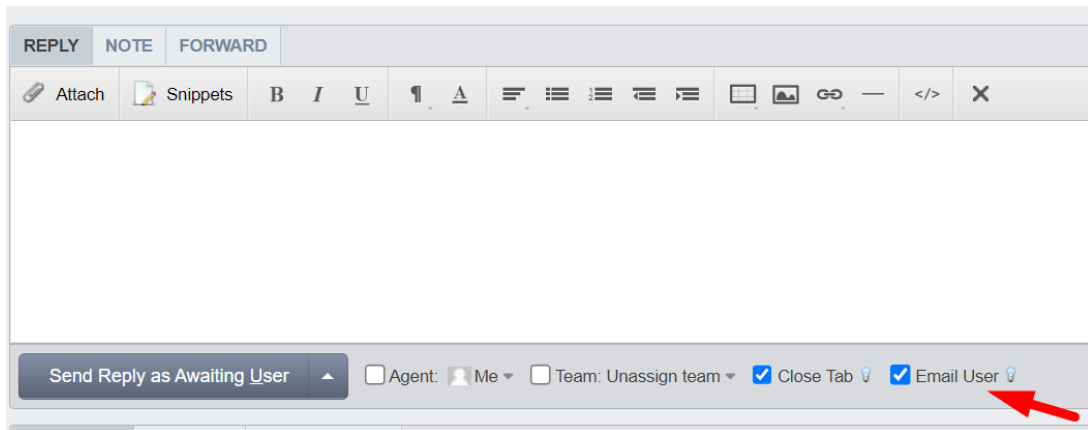 REPLY NOTE FORWARD
Attach Snippets B I U ¶ A </>
Send Reply as Awaiting User Agent: Me Team: Unassign team Close Tab Email User